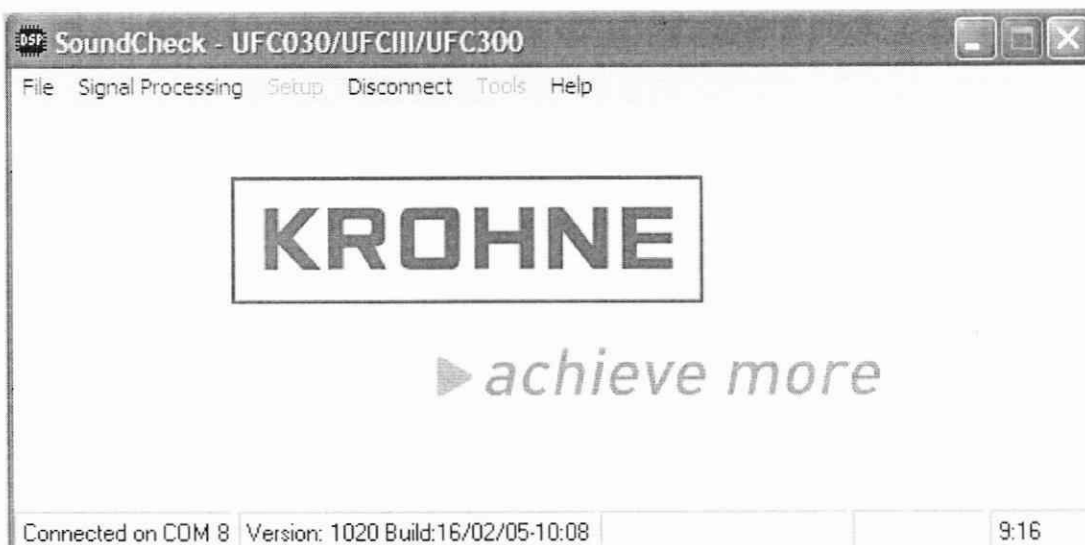 DSP SoundCheck - UFC030/UFCIII/UFC300
File Signal Processing Setup Disconnect Tools Help
KROHNE
achieve more
Connected on COM 8 Version: 1020 Build:16/02/05-10:08 9:16